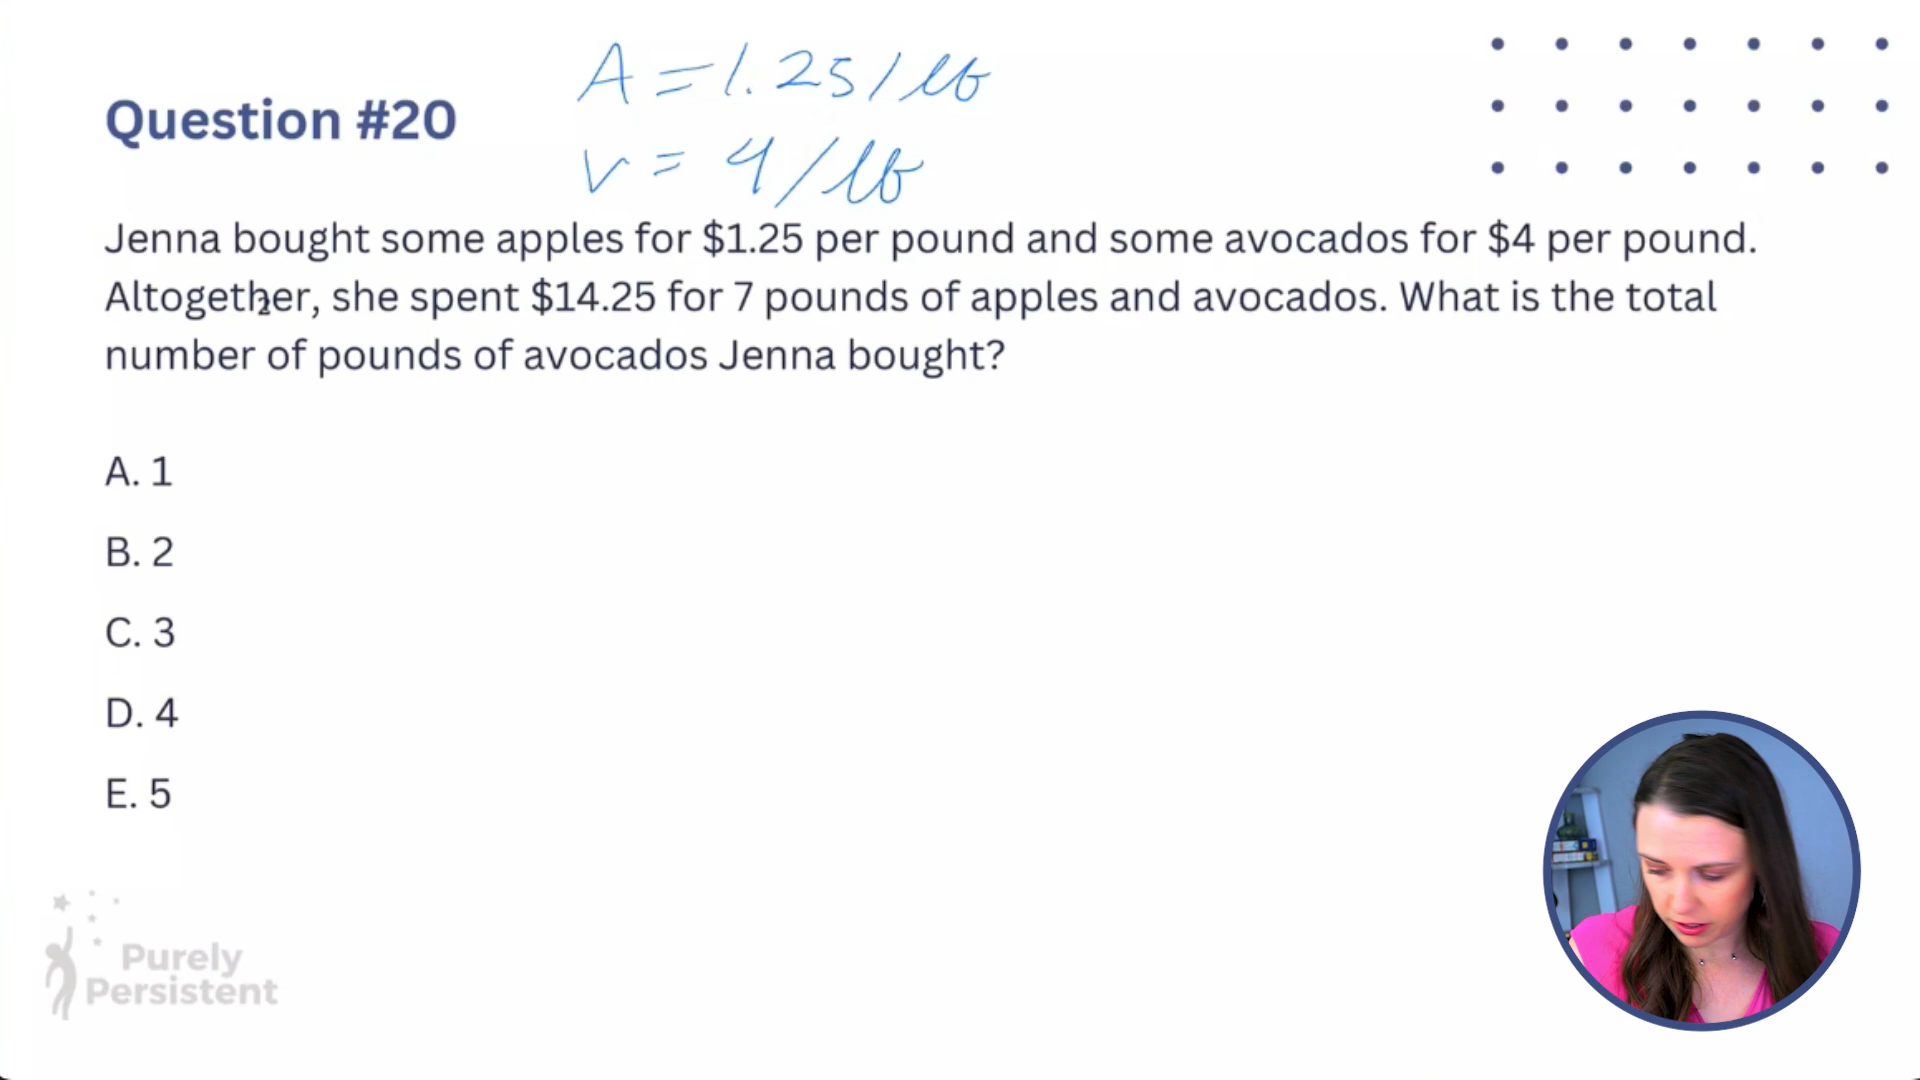 A = 1.25/lb
Question #20
v = 4/lb
Jenna bought some apples for $1.25 per pound and some avocados for $4 per pound.
Altogether, she spent $14.25 for 7 pounds of apples and avocados. What is the total
number of pounds of avocados Jenna bought?
A. 1
B. 2
C. 3
D. 4
E. 5
Purely
Persistent